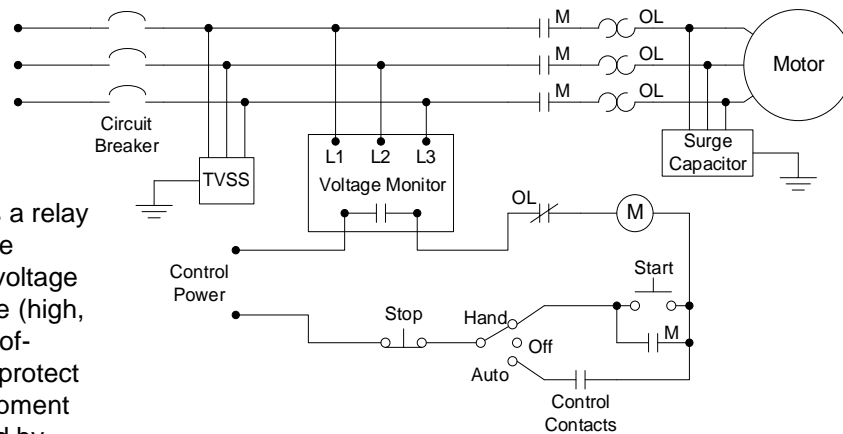 M OL
M OL
M OL
Motor
Circuit
Breaker
TVSS
L1 L2 L3
Voltage Monitor
Surge
Capacitor
a relay
e
voltage
e (high,
of-
protect
oment
d by
OL
M
Control
Power
Stop
Hand
Off
Auto
Start
M
Control
Contacts